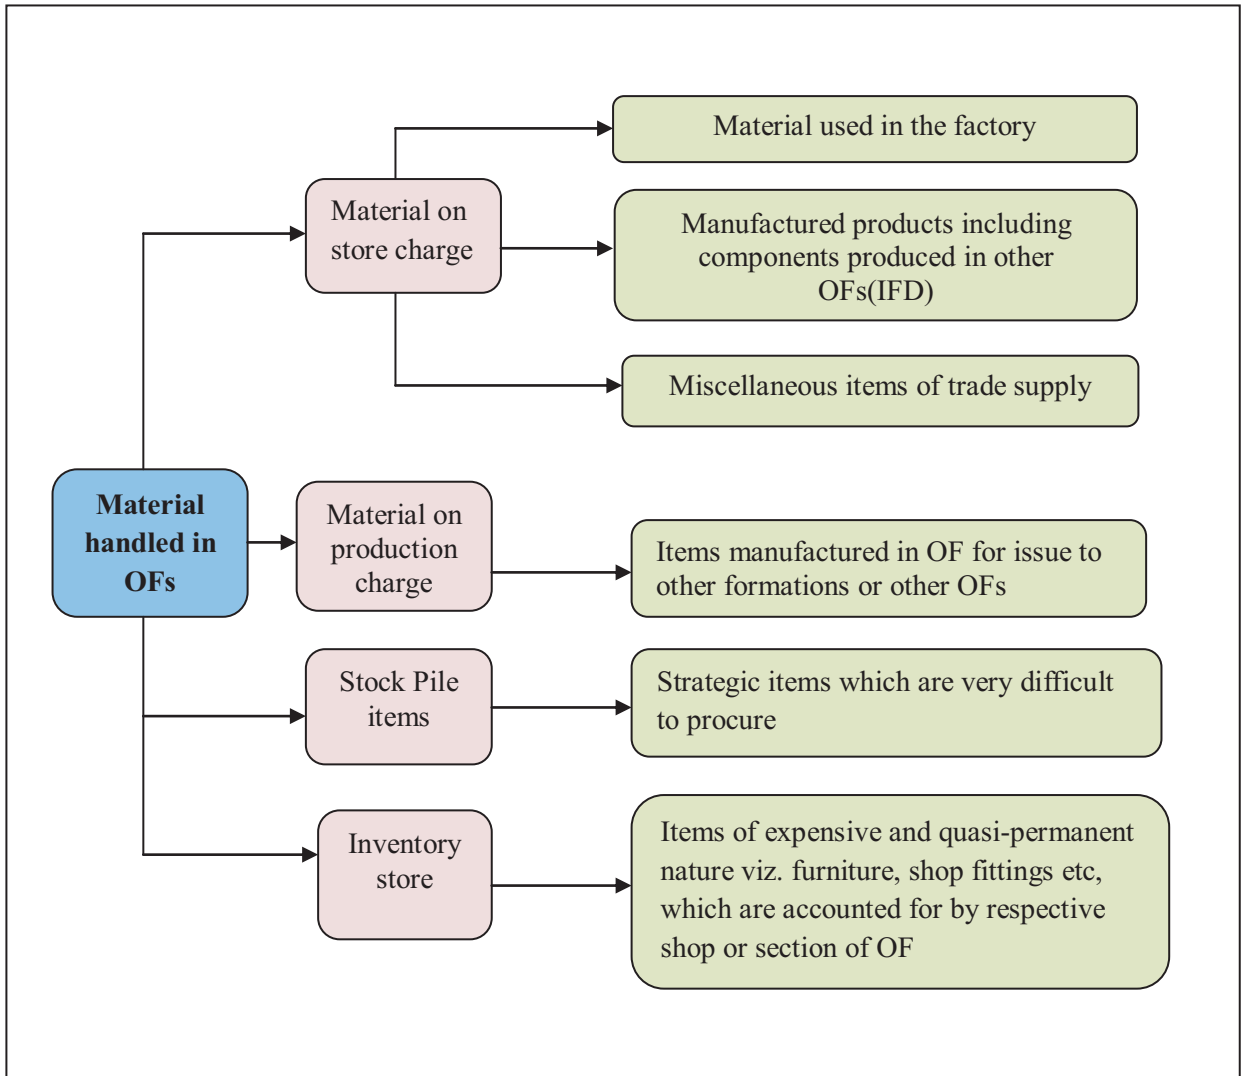 Material used in the factory
Material on
store charge
Manufactured products including
components produced in other
OFs(IFD)
Miscellaneous items of trade supply
Material
handled in
OFs
Material on
production
charge
Items manufactured in OF for issue to
other formations or other OFs
Stock Pile
items
Strategic items which are very difficult
to procure
Inventory
store
Items of expensive and quasi-permanent
nature viz. furniture, shop fittings etc,
which are accounted for by respective
shop or section of OF